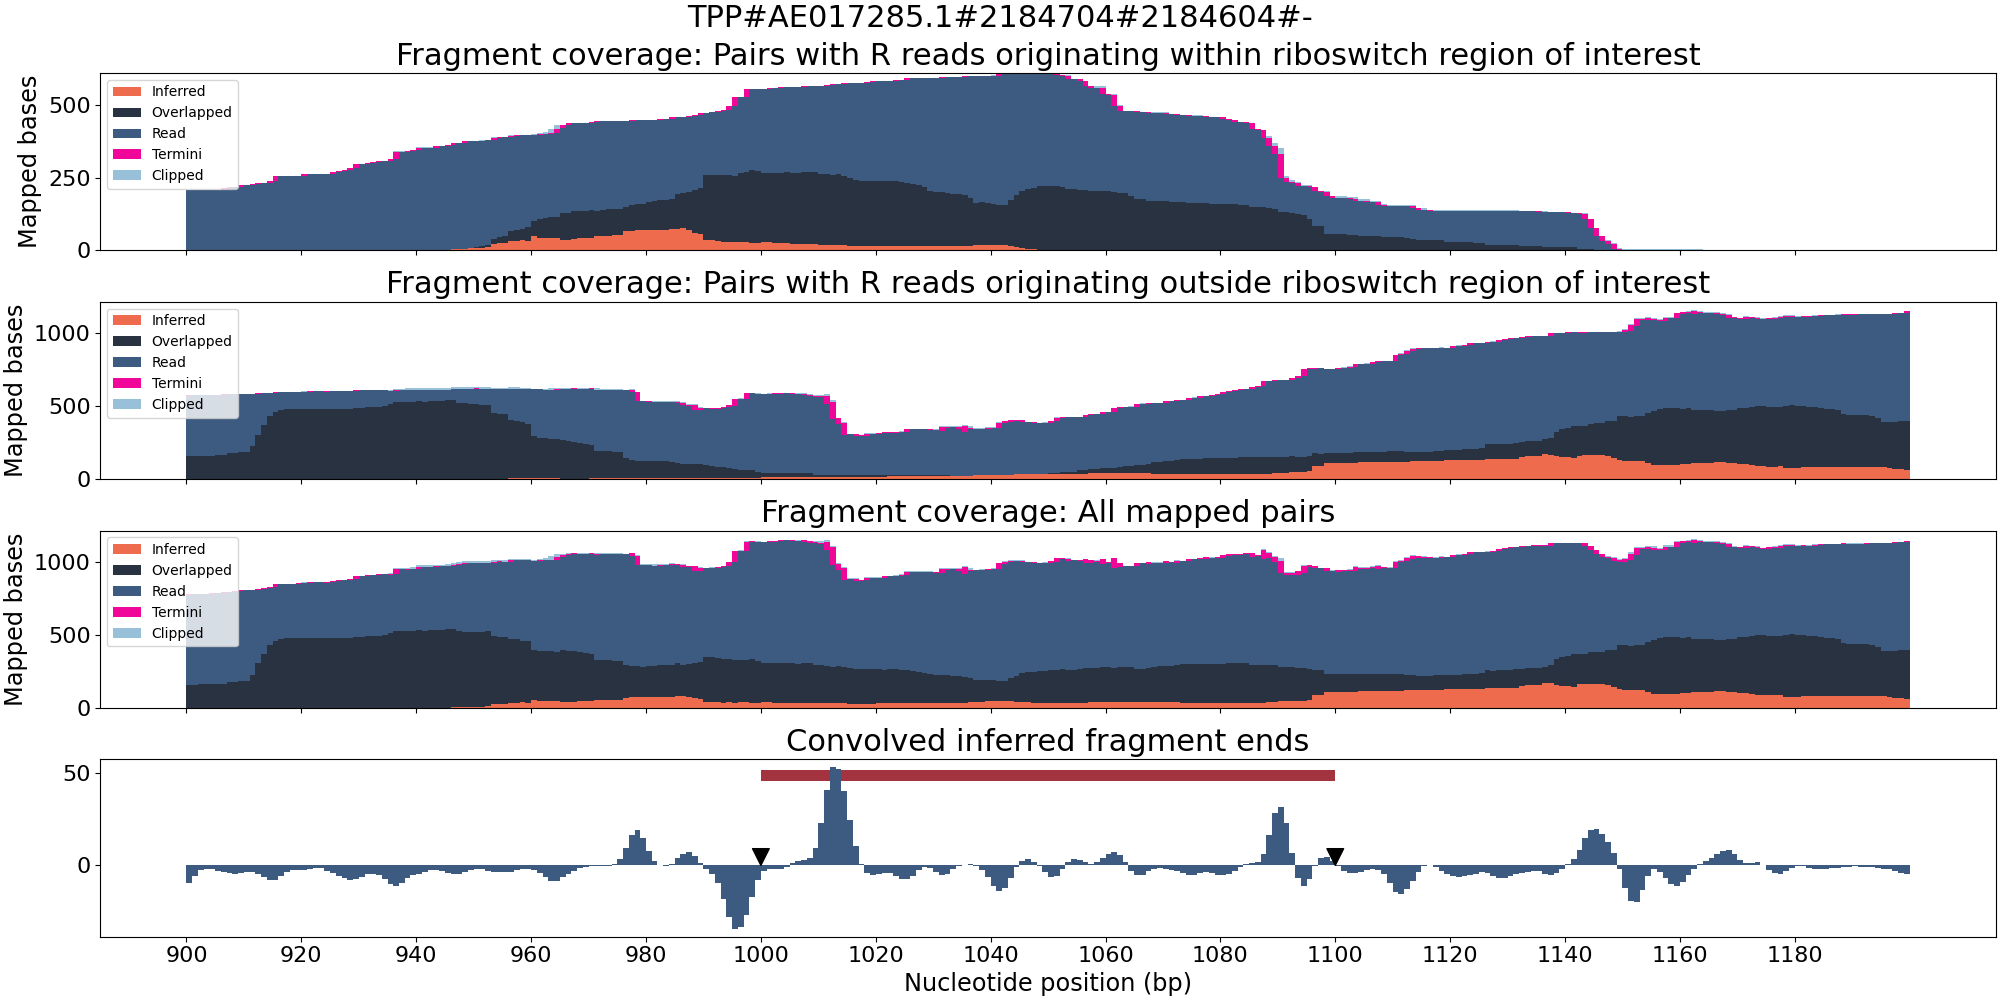 TPP#AE017285.1#2184704#2184604#-
Fragment coverage: Pairs with R reads originating within riboswitch region of interest
Mapped bases
500
250
0
Inferred
Overlapped
Read
Termini
Clipped
Fragment coverage: Pairs with R reads originating outside riboswitch region of interest
Mapped bases
1000
500
0
Inferred
Overlapped
Read
Termini
Clipped
Fragment coverage: All mapped pairs
Mapped bases
1000
500
0
Inferred
Overlapped
Read
Termini
Clipped
Convolved inferred fragment ends
50
0
900 920 940 960 980 1000 1020 1040 1060 1080 1100 1120 1140 1160 1180
Nucleotide position (bp)